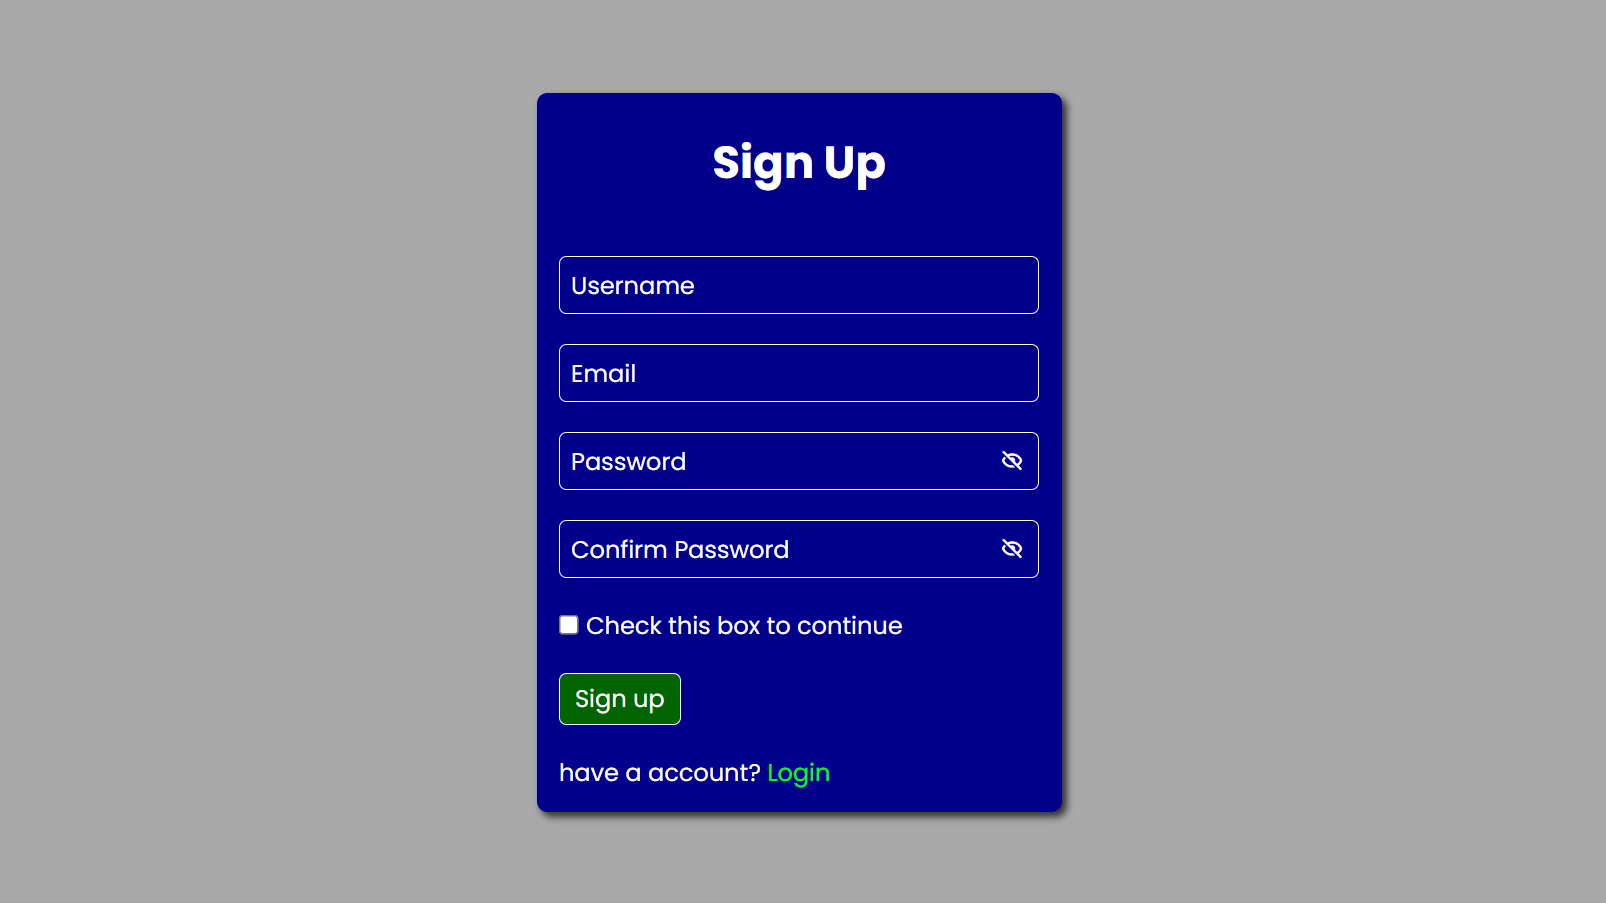 Sign Up
Username
Email
Password
Confirm Password
Check this box to continue
Sign up
have a account? Login